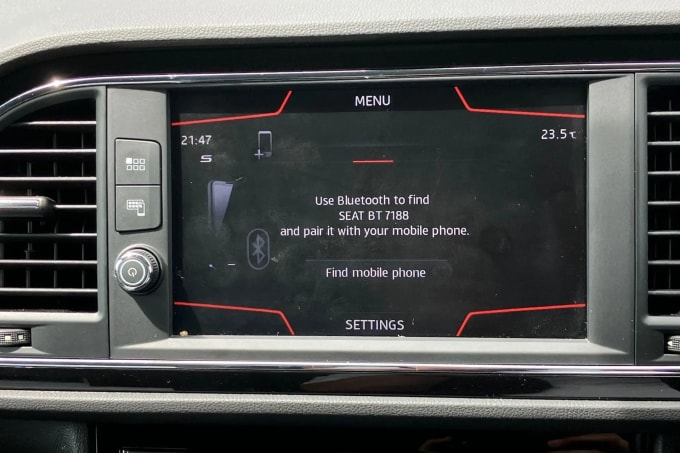 MENU
21:47
23.5°C
Use Bluetooth to find
SEAT BT 7188
and pair it with your mobile phone.
Find mobile phone
SETTINGS